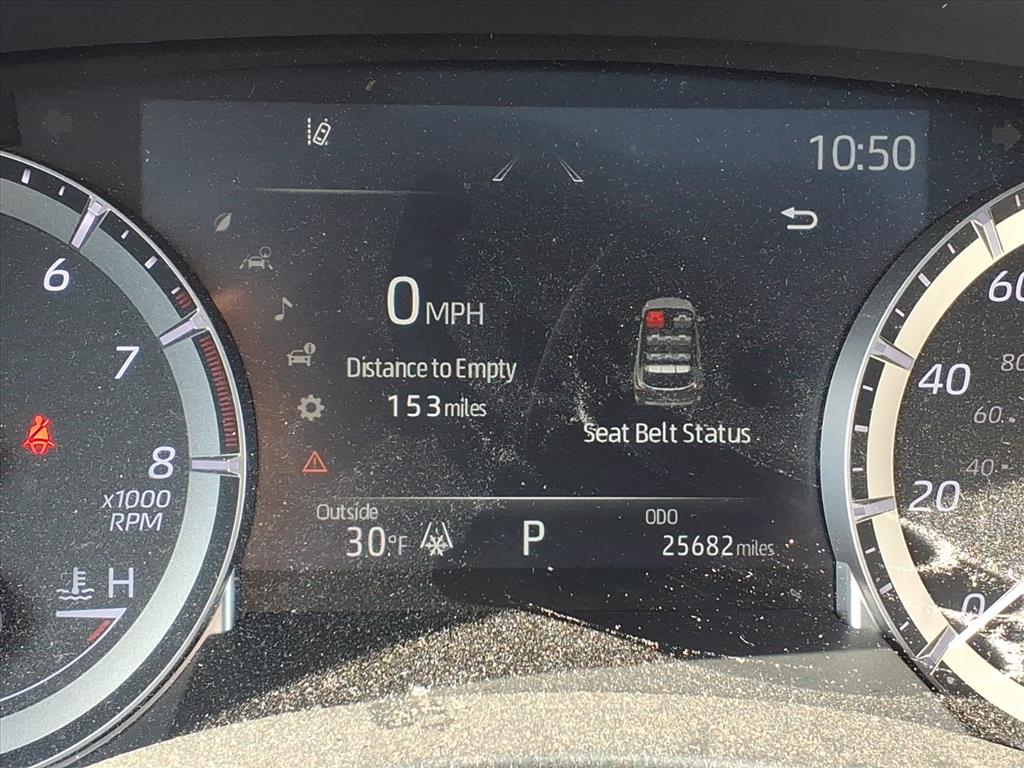 10:50
6
7
8
x1000
RPM
H
0 MPH
Distance to Empty
153 miles
Seat Belt Status
Outside
30°F
P
ODO
25682 miles
60
80
40
60
40
20
0